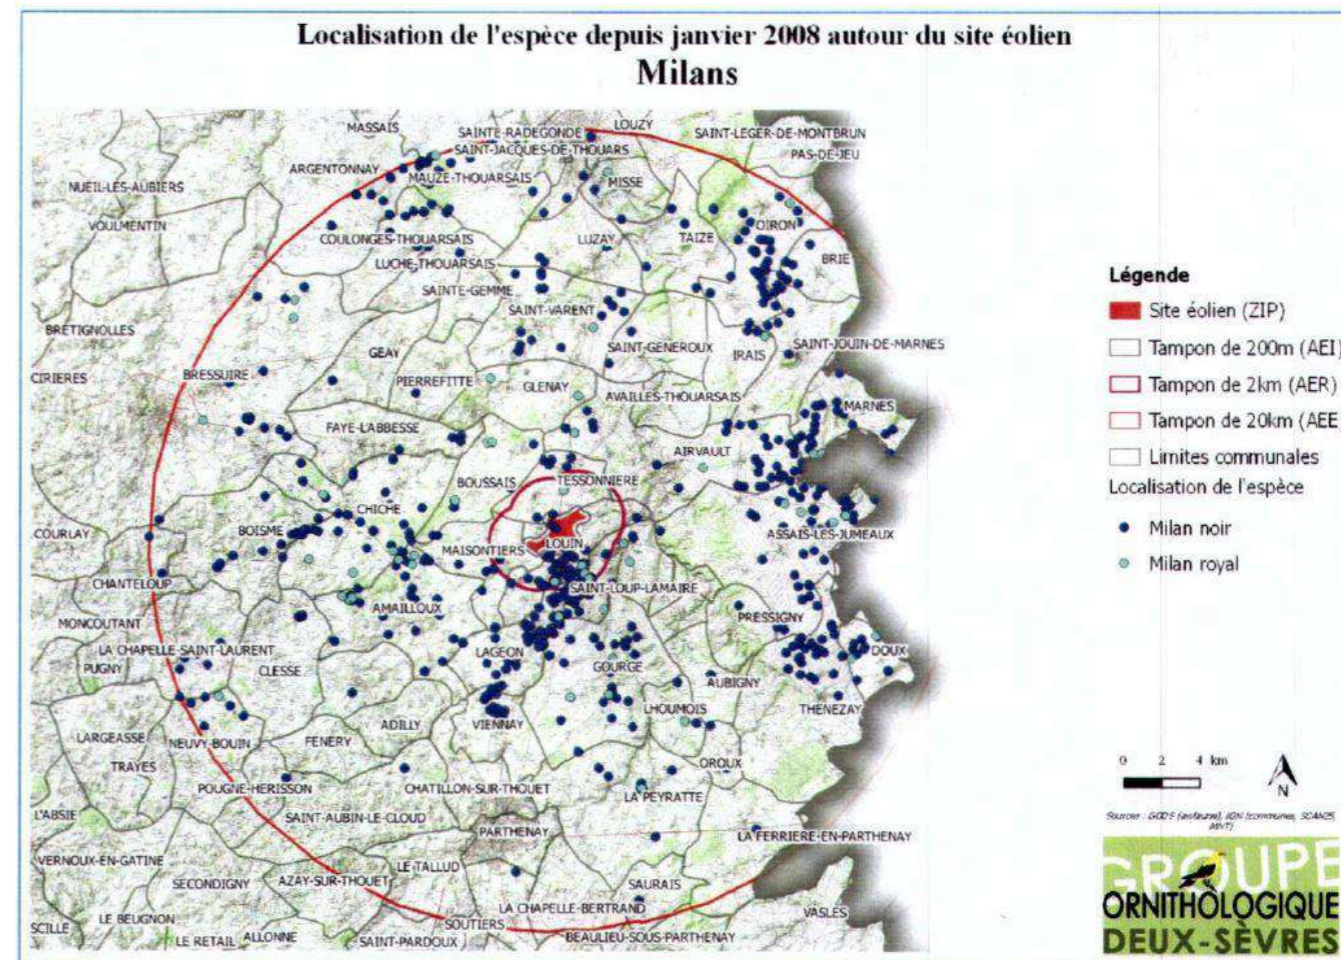 Localisation de l'espèce depuis janvier 2008 autour du site éolien
Milans
MASSAIS
SAINTE-RADEGONDE
LOUZY
SAINT-LEGER-DE-MONTBRUN
SAINT-JACQUES-DE-THOUARS
PAS-DE-JEU
ARGENTONNAY
MAUZE-THOUARSAIS
MISSE
NUEIL-LES-AUBIERS
VOULMENTIN
OIRON
COULONGES-THOUARSAIS
LUZAY
TAIZE
BRIE
LUCHE-THOUARSAIS
SAINTE-GEMME
SAINT-VARENT
BRETIGNOLLES
SAINT-GENEROUX
IRAIS
SAINT-JOUIN-DE-MARNES
GEAY
CIRIERES
BRESSUIRE
PIERREFITTE
GLENAY
AVAILLES-THOUARSAIS
MARNES
FAYE-LABBESSE
AIRVAULT
BOUSSAIS
TESSONNIERE
CHICHE
COURLAY
BOISME
ASSAIS-LES-JUMEAUX
MAISONTIERS
LOUIN
CHANTELOUP
SAINT-LOUP-LAMAIRE
AMAILLOUX
PRESSIGNY
MONCOUTANT
LA CHAPELLE-SAINT-LAURENT
LAGEON
DOUX
PUGNY
CLESSE
GOURGE
AUBIGNY
LHOUMOIS
THENEZAY
ADILLY
VIENNAY
LARGEASSE
NEUVY-BOUIN
FENERY
TRAYES
OROUX
POUGNE-HERISSON
CHATILLON-SUR-THOUET
LA PEYRATTE
L'ABSIE
SAINT-AUBIN-LE-CLOUD
PARTHENAY
LA FERRIERE-EN-PARTHENAY
VERNOUX-EN-GATINE
LE TALLUD
SECONDIGNY
AZAY-SUR-THOUET
SAURAIS
LE BEUGNON
LA CHAPELLE-BERTRAND
VASLES
SCILLE
SOUTIERS
LE RETAIL
ALLONNE
SAINT-PARDOUX
BEAULIEU-SOUS-PARTHENAY
Légende
Site éolien (ZIP)
Tampon de 200m (AEI)
Tampon de 2km (AER)
Tampon de 20km (AEE
Limites communales
Localisation de l'espèce
Milan noir
Milan royal
0 2 4 km
N
GROUPE
ORNITHOLOGIQUE
DEUX-SÈVRES